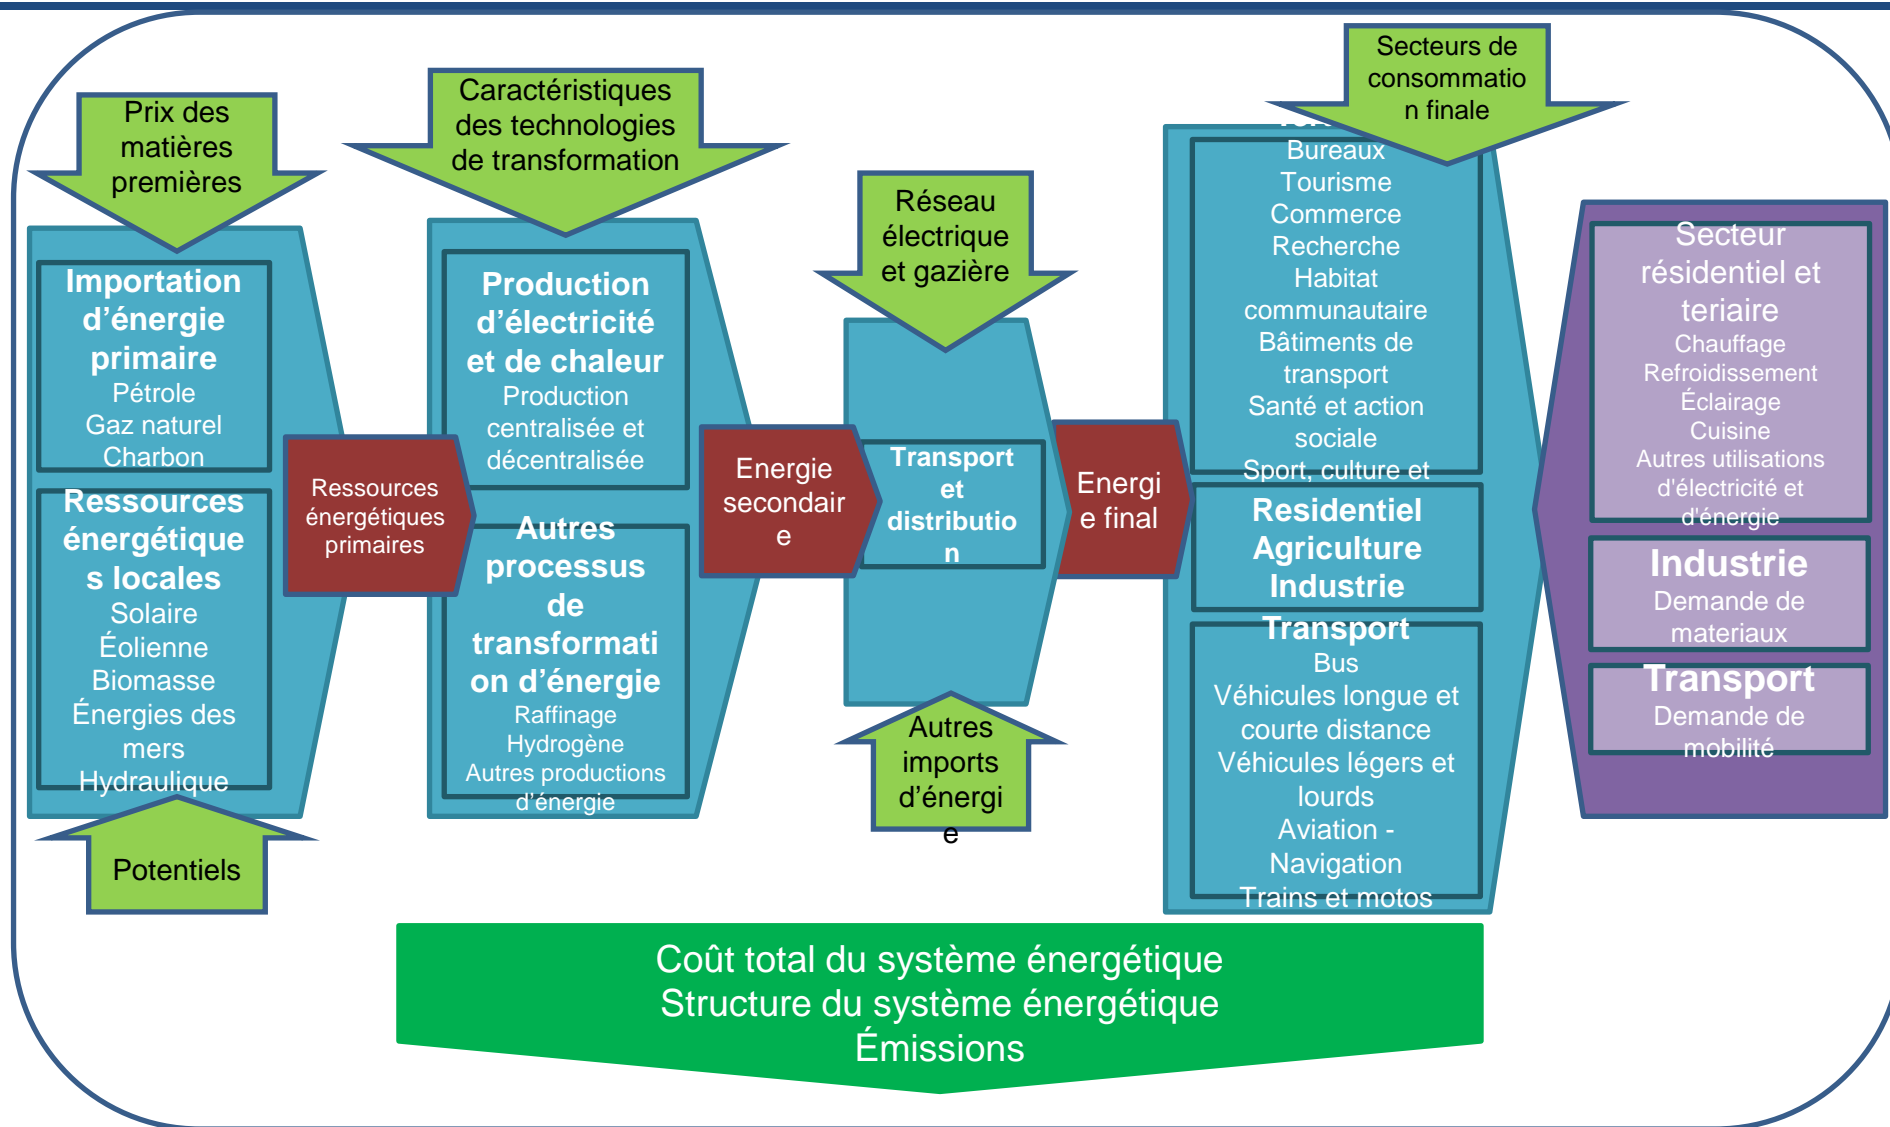 Prix des
matières
premières
Importation
d’énergie
primaire
Pétrole
Gaz naturel
Charbon
Ressources
énergétique
s locales
Solaire
Éolienne
Biomasse
Énergies des
mers
Hydraulique
Potentiels
Ressources
énergétiques
primaires
Caractéristiques
des technologies
de transformation
Production
d’électricité
et de chaleur
Production
centralisée et
décentralisée
Autres
processus
de
transformati
on d’énergie
Raffinage
Hydrogène
Autres productions
d’énergie
Energie
secondair
e
Réseau
électrique
et gazière
Transport
et
distributio
n
Autres
imports
d’énergi
e
Energi
e final
Secteurs de
consommatio
n finale
Bureaux
Tourisme
Commerce
Recherche
Habitat
communautaire
Bâtiments de
transport
Santé et action
sociale
Sport, culture et
Residentiel
Agriculture
Industrie
Transport
Bus
Véhicules longue et
courte distance
Véhicules légers et
lourds
Aviation -
Navigation
Trains et motos
Secteur
résidentiel et
teriaire
Chauffage
Refroidissement
Éclairage
Cuisine
Autres utilisations
d'électricité et
d'énergie
Industrie
Demande de
materiaux
Transport
Demande de
mobilité
Coût total du système énergétique
Structure du système énergétique
Émissions